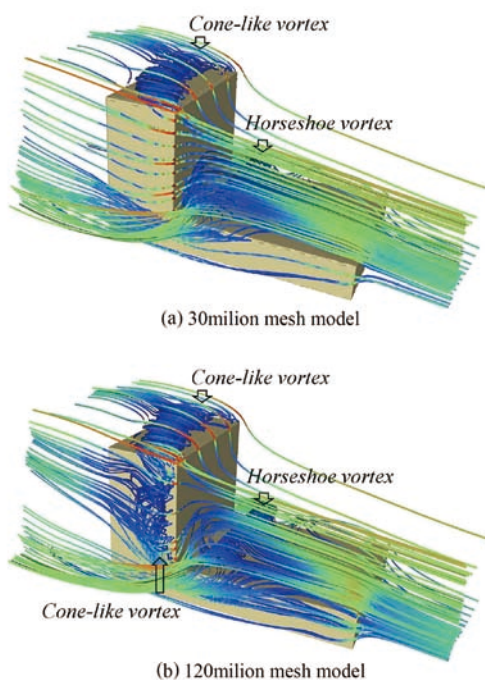 Cone-like vortex
Horseshoe vortex
(a) 30milion mesh model
Cone-like vortex
Horseshoe vortex
Cone-like vortex
(b) 120milion mesh model